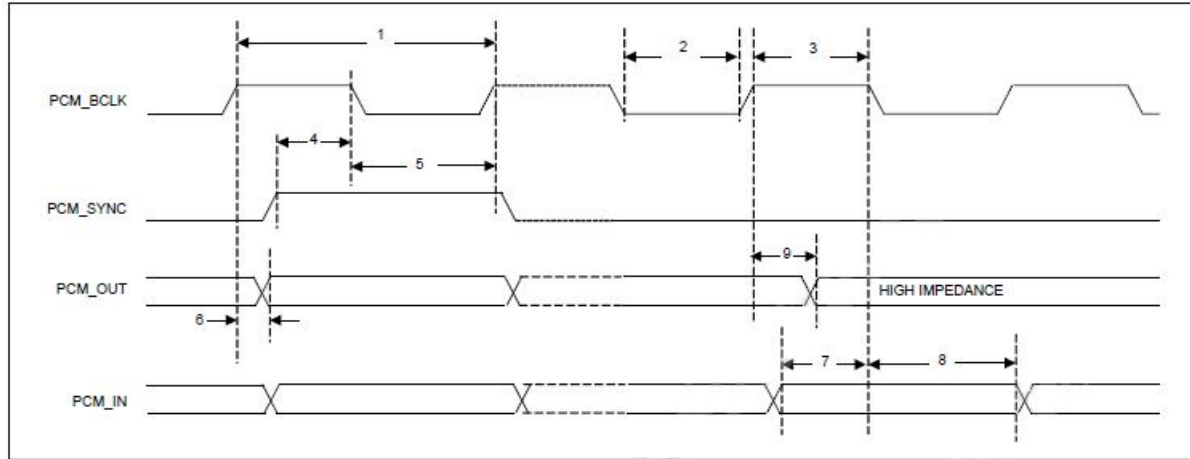 1
2
3
PCM_BCLK
4
5
PCM_SYNC
9
PCM_OUT
HIGH IMPEDANCE
6
7
8
PCM_IN